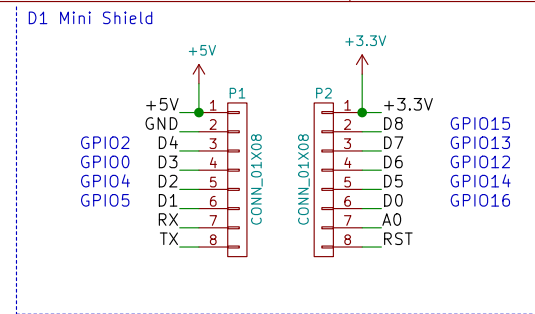 D1 Mini Shield
+5V
+3.3V
P1
P2
+5V 1
GND 2
GPIO2 D4 3
GPIO0 D3 4
GPIO4 D2 5
GPIO5 D1 6
RX 7
TX 8
CONN_01X08
CONN_01X08
1 +3.3V
2 D8 GPIO15
3 D7 GPIO13
4 D6 GPIO12
5 D5 GPIO14
6 D0 GPIO16
7 A0
8 RST